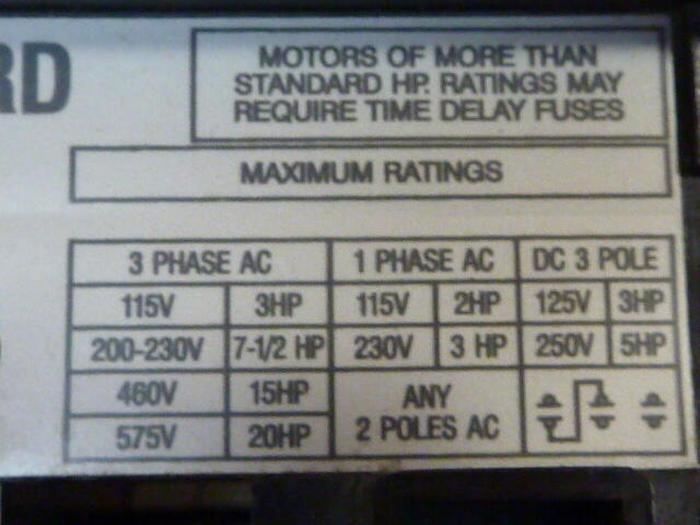 RD
MOTORS OF MORE THAN
STANDARD HP. RATINGS MAY
REQUIRE TIME DELAY FUSES
MAXIMUM RATINGS
3 PHASE AC 1 PHASE AC DC 3 POLE
115V 3HP 115V 2HP 125V 3HP
200-230V 7-1/2 HP 230V 3 HP 250V 5HP
460V 15HP ANY
575V 20HP 2 POLES AC